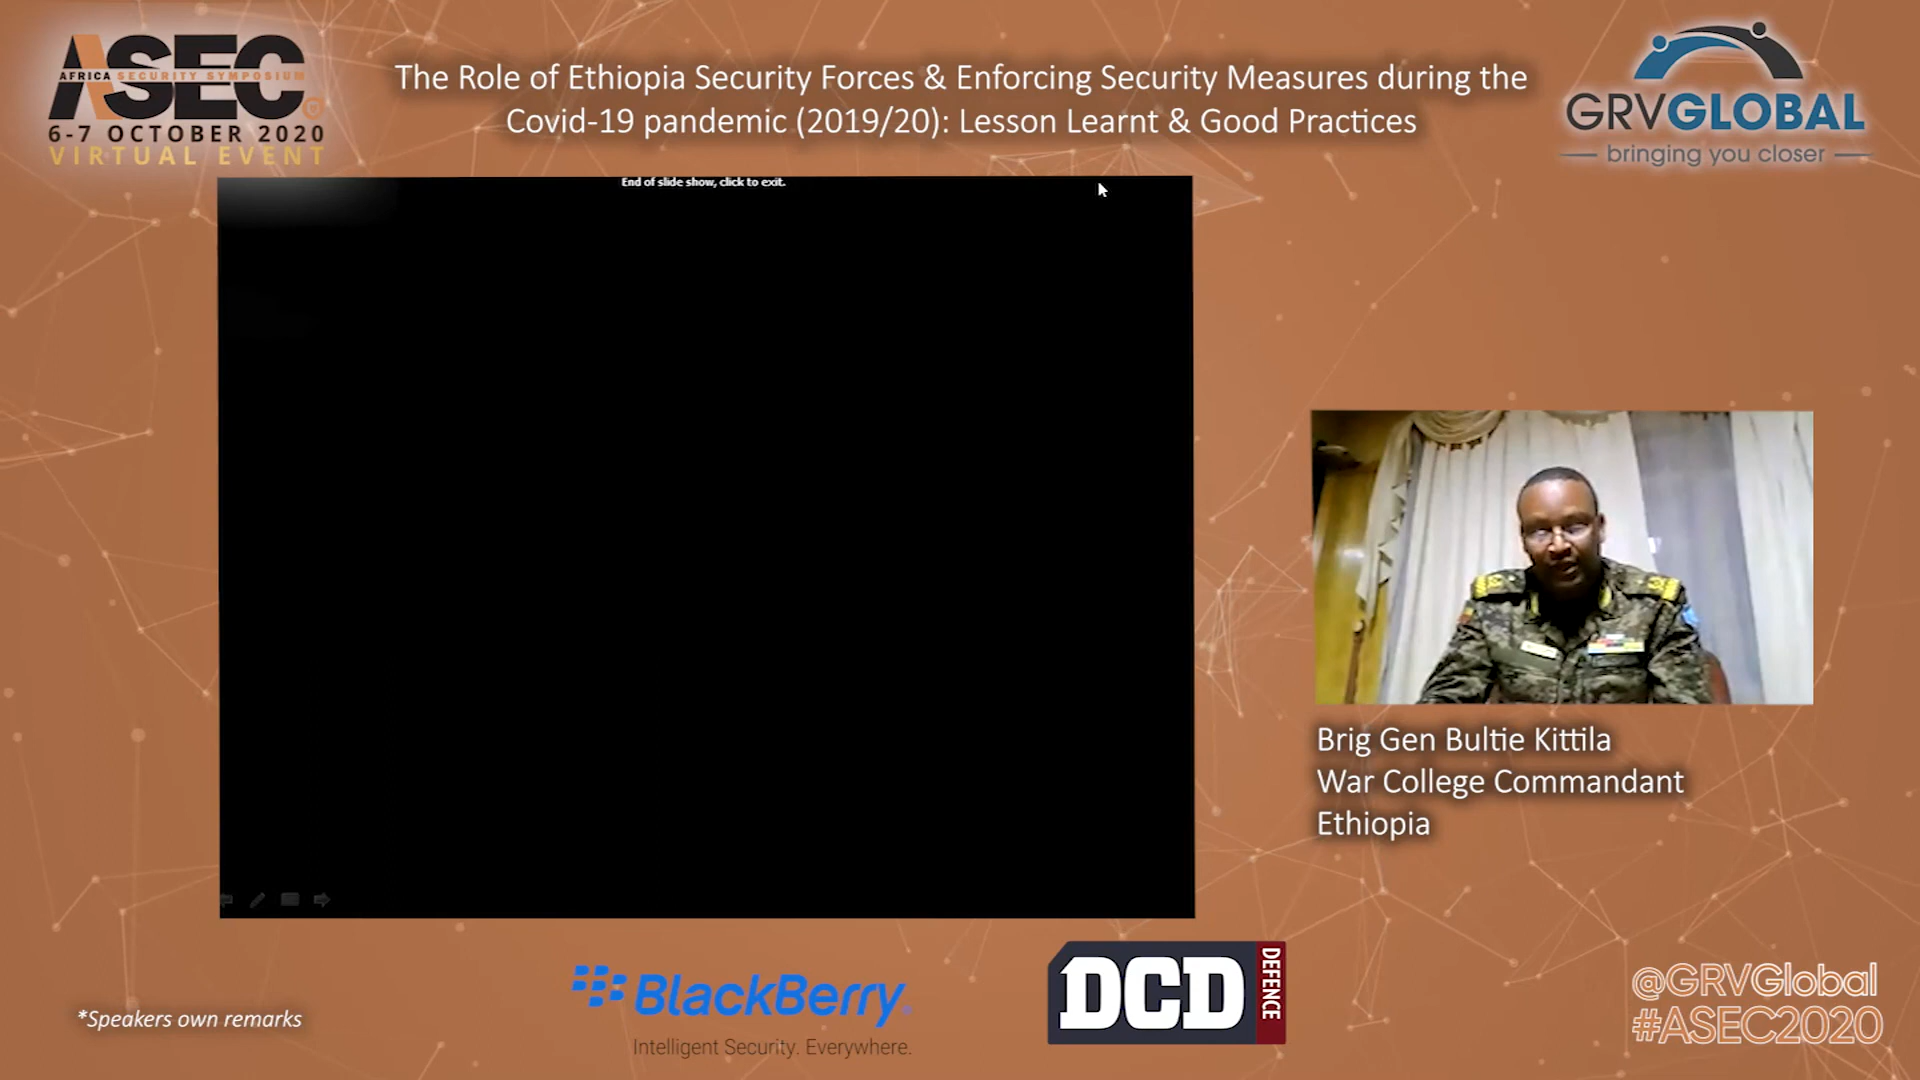 ASEC
AFRICA SECURITY SYMPOSIUM
6-7 OCTOBER 2020
VIRTUAL EVENT
The Role of Ethiopia Security Forces & Enforcing Security Measures during the
Covid-19 pandemic (2019/20): Lesson Learnt & Good Practices
GRVGLOBAL
bringing you closer
End of slide show, click to exit.
Brig Gen Bultie Kittila
War College Commandant
Ethiopia
*Speakers own remarks
BlackBerry
Intelligent Security. Everywhere.
DCD
DEFENCE
@GRVGlobal
#ASEC2020